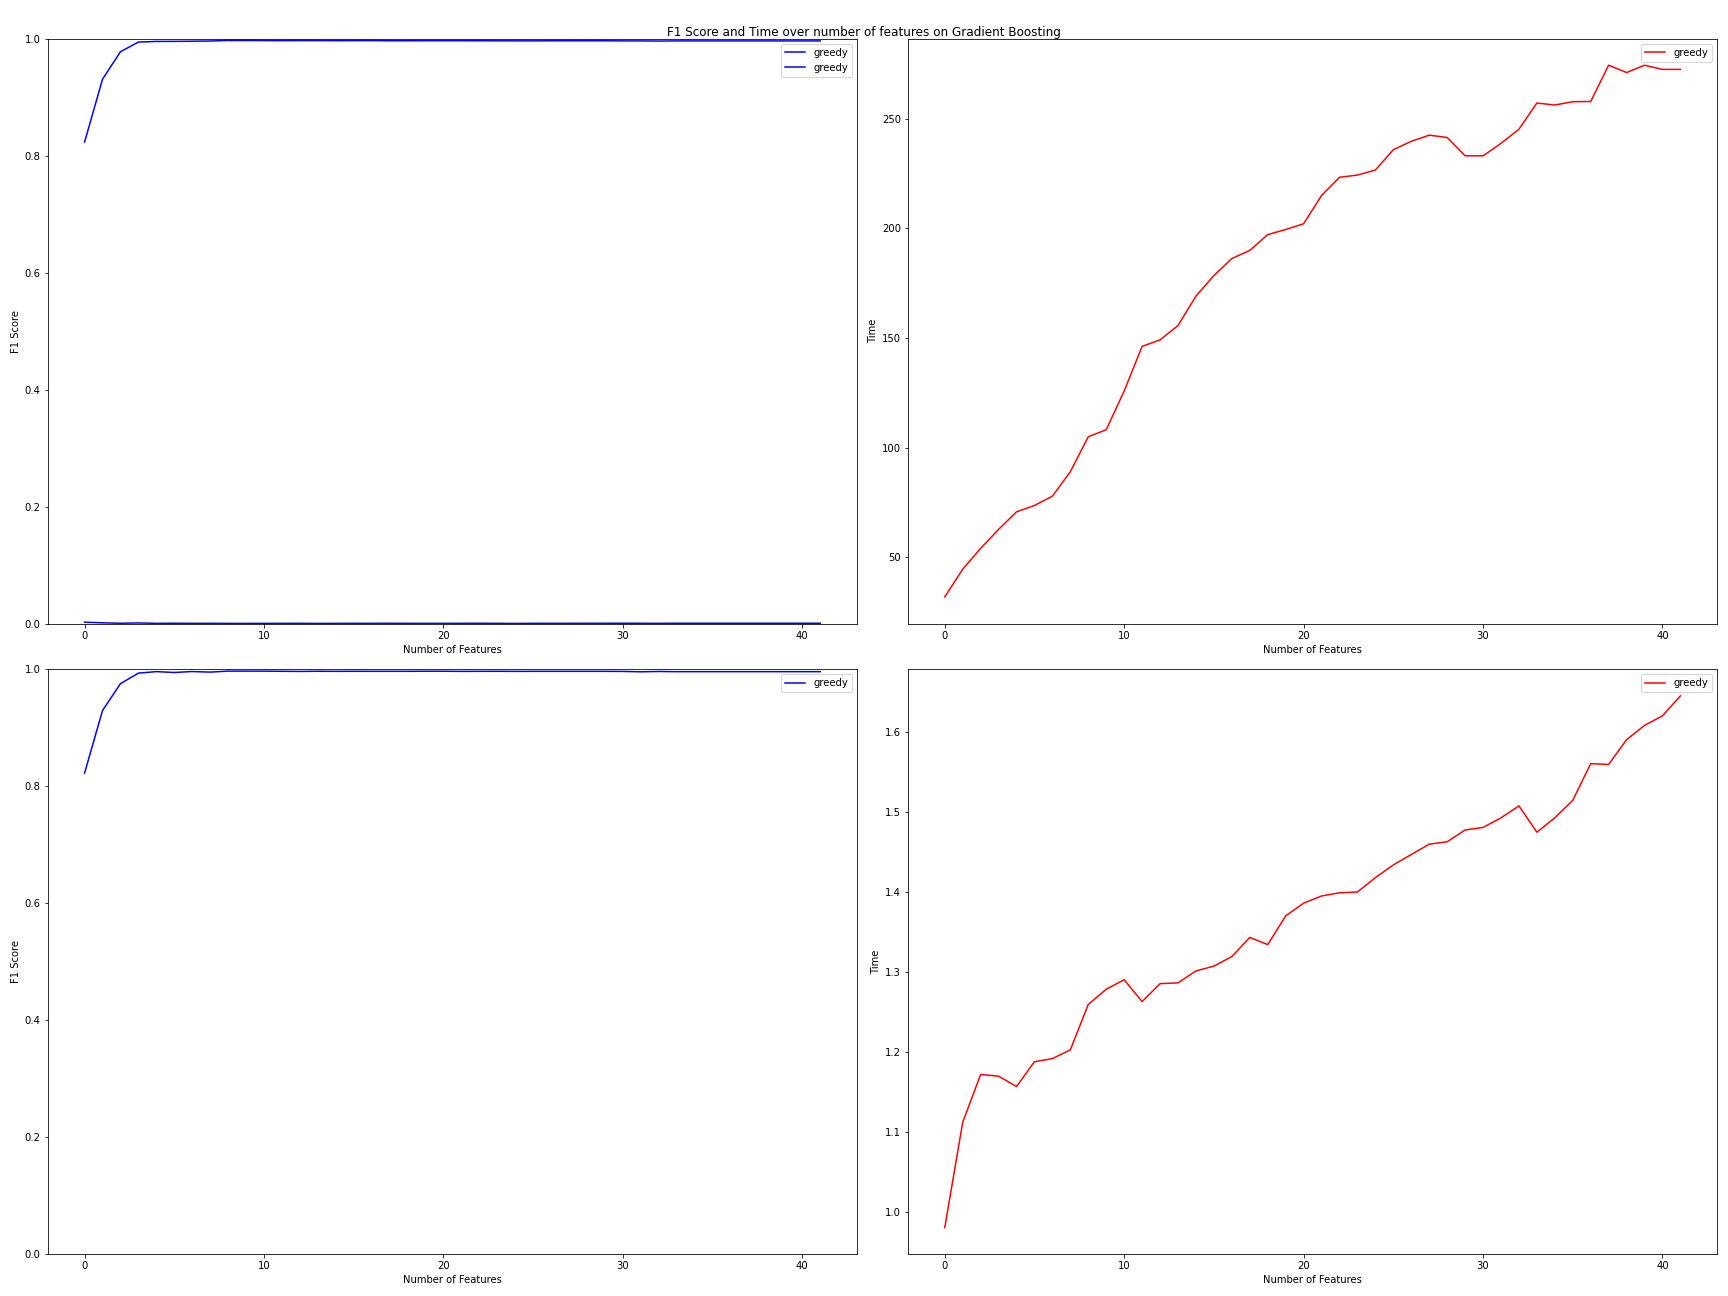 F1 Score and Time over number of features on Gradient Boosting
1.0
0.8
0.6
0.4
0.2
0.0
F1 Score
0 10 20 30 40
Number of Features
greedy
greedy
250
200
150
100
50
Time
0 10 20 30 40
Number of Features
greedy
1.0
0.8
0.6
0.4
0.2
0.0
F1 Score
0 10 20 30 40
Number of Features
greedy
1.6
1.5
1.4
1.3
1.2
1.1
1.0
Time
0 10 20 30 40
Number of Features
greedy